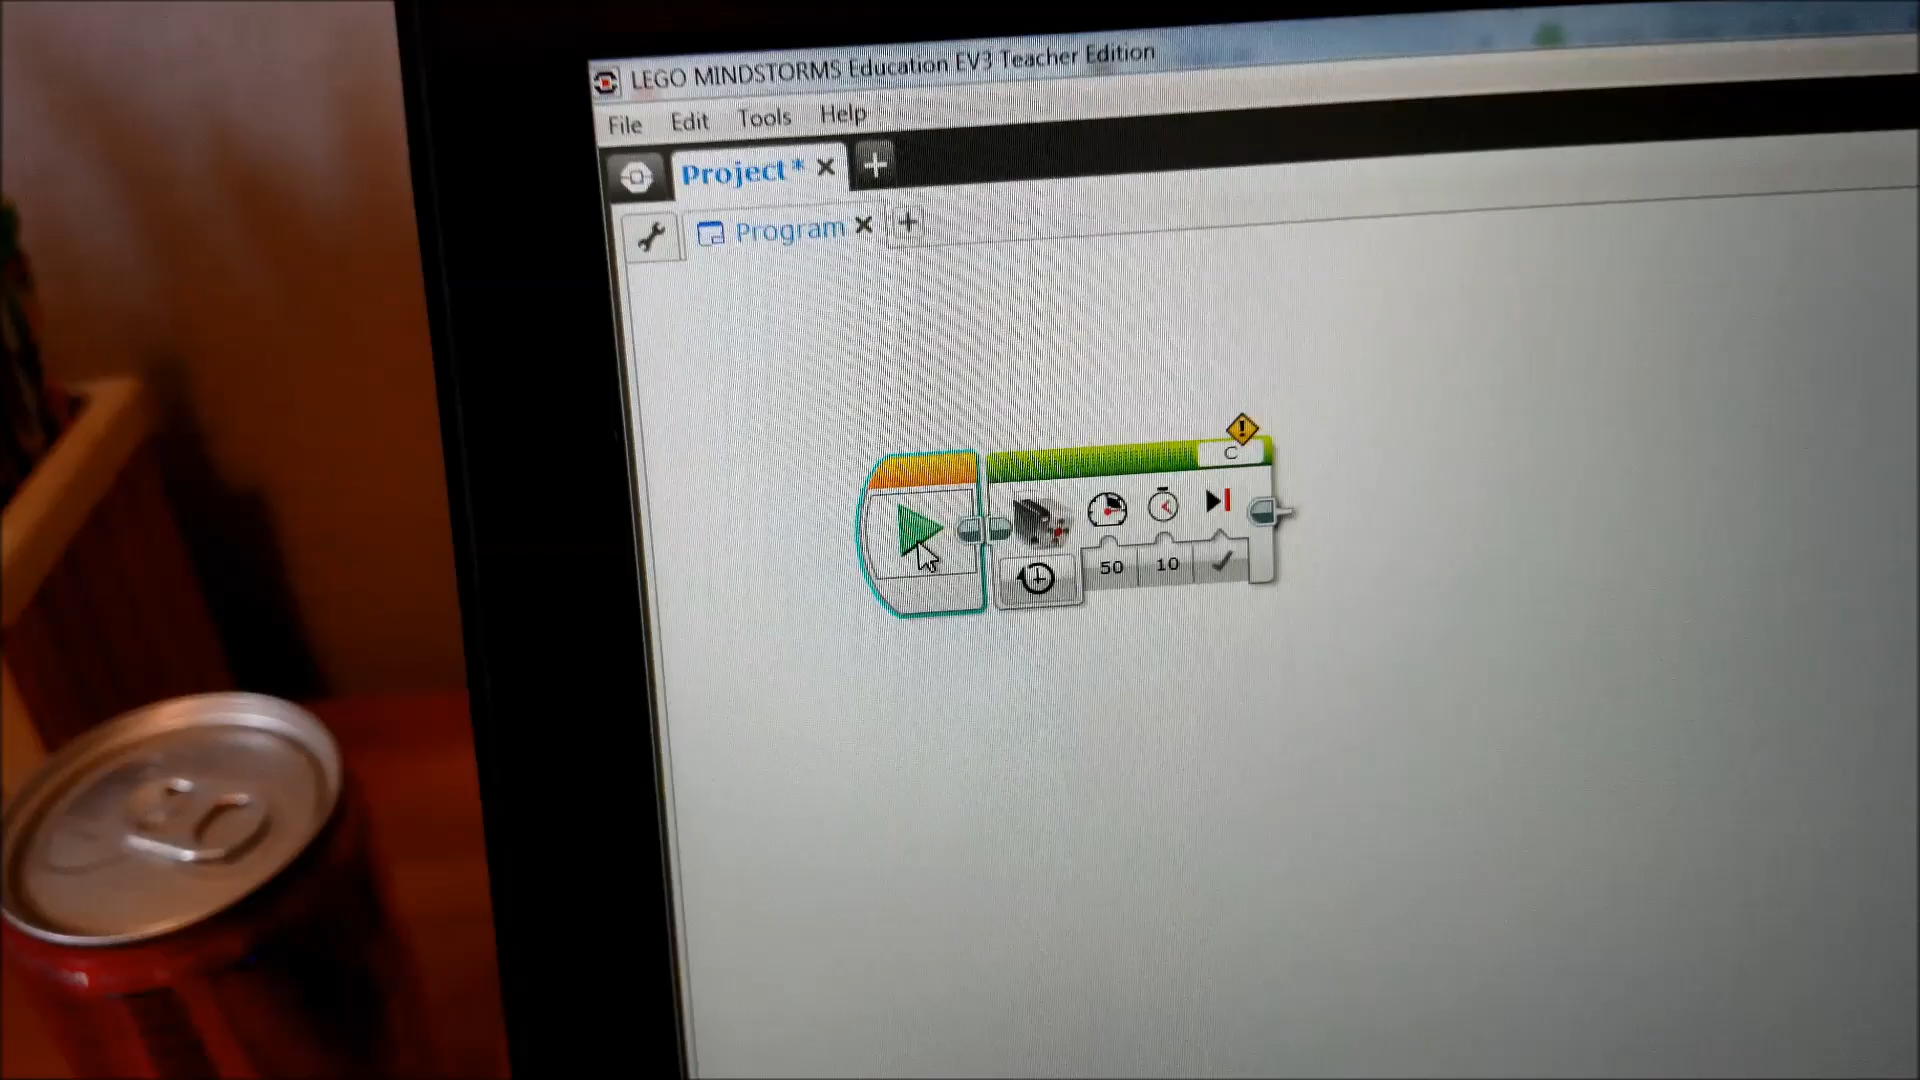 LEGO MINDSTORMS Education EV3 Teacher Edition
File Edit Tools Help
Project*
Program
C
50 10